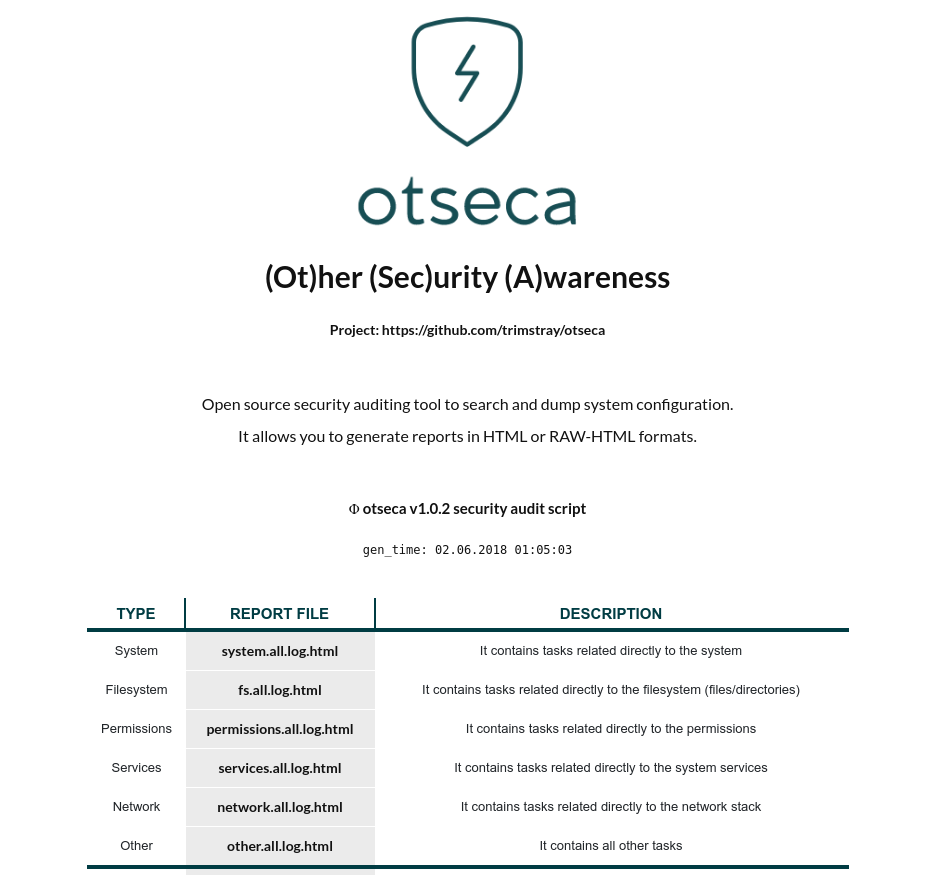 otseca
(Ot)her (Sec)urity (A)wareness
Project: https://github.com/trimstray/otseca
Open source security auditing tool to search and dump system configuration.
It allows you to generate reports in HTML or RAW-HTML formats.
Φ otseca v1.0.2 security audit script
gen_time: 02.06.2018 01:05:03
TYPE REPORT FILE DESCRIPTION
System system.all.log.html It contains tasks related directly to the system
Filesystem fs.all.log.html It contains tasks related directly to the filesystem (files/directories)
Permissions permissions.all.log.html It contains tasks related directly to the permissions
Services services.all.log.html It contains tasks related directly to the system services
Network network.all.log.html It contains tasks related directly to the network stack
Other other.all.log.html It contains all other tasks